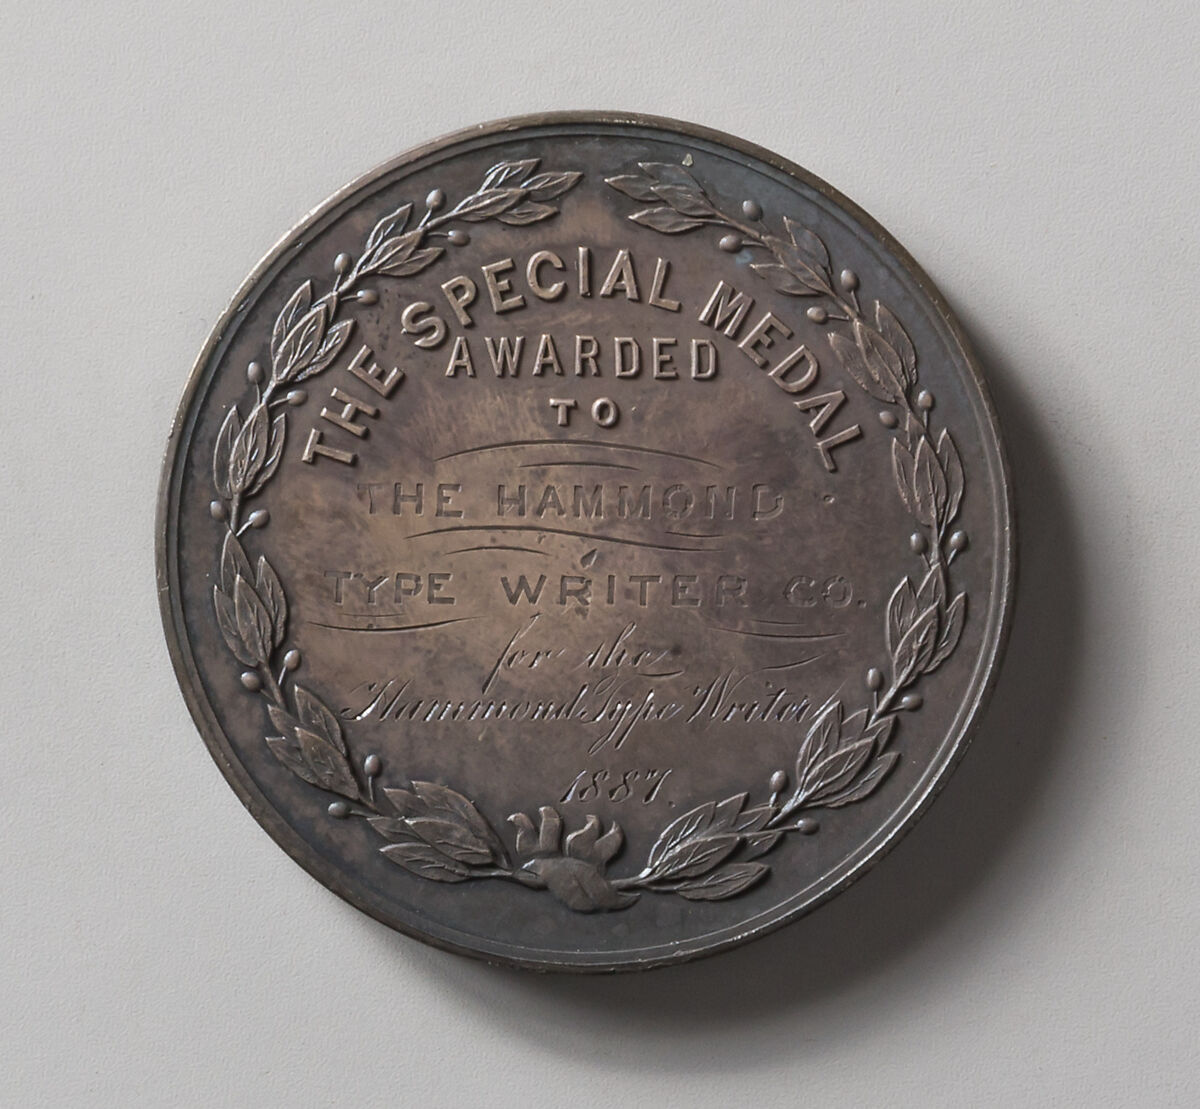 THE SPECIAL MEDAL
AWARDED
TO
THE HAMMOND
TYPE WRITER CO.
for the
Hammond Type Writer
1887.